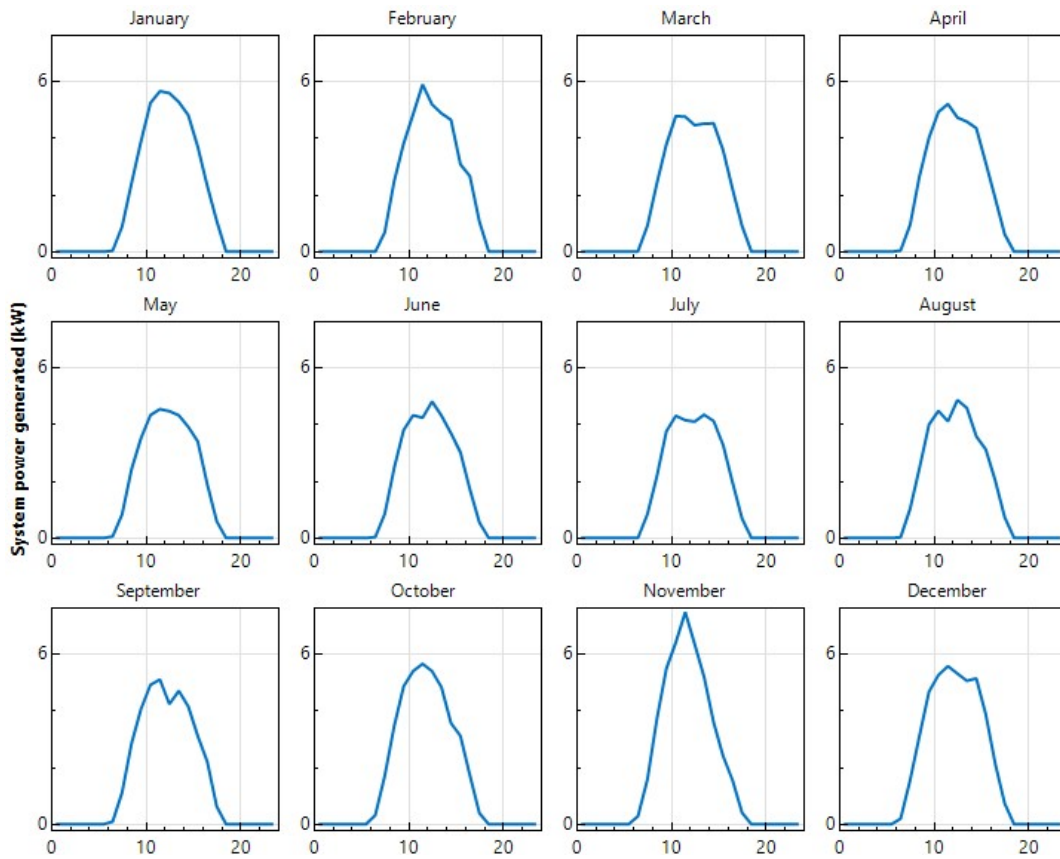 January February March April
6 6 6 6
0 0 0 0
0 10 20 0 10 20 0 10 20 0 10 20
May June July August
System power generated (kW)
6 6 6 6
0 0 0 0
0 10 20 0 10 20 0 10 20 0 10 20
September October November December
6 6 6 6
0 0 0 0
0 10 20 0 10 20 0 10 20 0 10 20